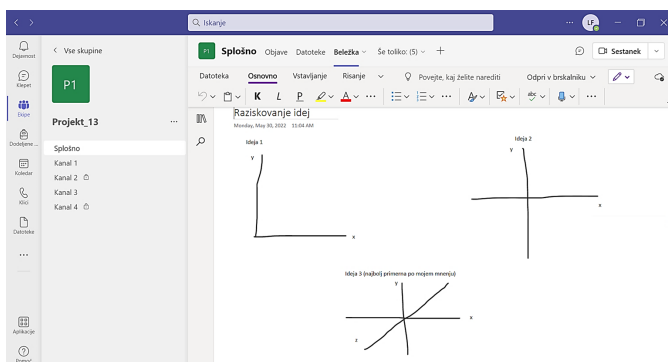 Iskanje
LF
Dejavnost
Klepet
Ekipe
Dodeljene ...
Koledar
Klici
Datoteke
Aplikacije
Pomoč
Vse skupine
P1
Projekt_13
Splošno
Kanal 1
Kanal 2
Kanal 3
Kanal 4
P1 Splošno Objave Datoteke Beležka Še toliko: (5) Sestanek
Datoteka Osnovno Vstavljanje Risanje Povejte, kaj želite narediti Odpri v brskalniku
K L P A abc
Raziskovanje idej
Monday, May 30, 2022 11:04 AM
Ideja 1
y
x
Ideja 2
y
x
Ideja 3 (najbolj primerna po mojem mnenju)
y
x
z